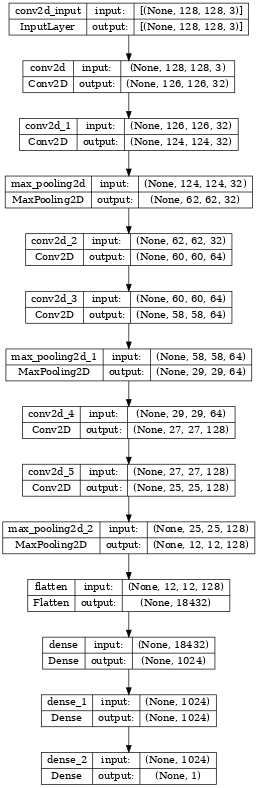 conv2d_input input: [(None, 128, 128, 3)]
InputLayer output: [(None, 128, 128, 3)]
conv2d input: (None, 128, 128, 3)
Conv2D output: (None, 126, 126, 32)
conv2d_1 input: (None, 126, 126, 32)
Conv2D output: (None, 124, 124, 32)
max_pooling2d input: (None, 124, 124, 32)
MaxPooling2D output: (None, 62, 62, 32)
conv2d_2 input: (None, 62, 62, 32)
Conv2D output: (None, 60, 60, 64)
conv2d_3 input: (None, 60, 60, 64)
Conv2D output: (None, 58, 58, 64)
max_pooling2d_1 input: (None, 58, 58, 64)
MaxPooling2D output: (None, 29, 29, 64)
conv2d_4 input: (None, 29, 29, 64)
Conv2D output: (None, 27, 27, 128)
conv2d_5 input: (None, 27, 27, 128)
Conv2D output: (None, 25, 25, 128)
max_pooling2d_2 input: (None, 25, 25, 128)
MaxPooling2D output: (None, 12, 12, 128)
flatten input: (None, 12, 12, 128)
Flatten output: (None, 18432)
dense input: (None, 18432)
Dense output: (None, 1024)
dense_1 input: (None, 1024)
Dense output: (None, 1024)
dense_2 input: (None, 1024)
Dense output: (None, 1)